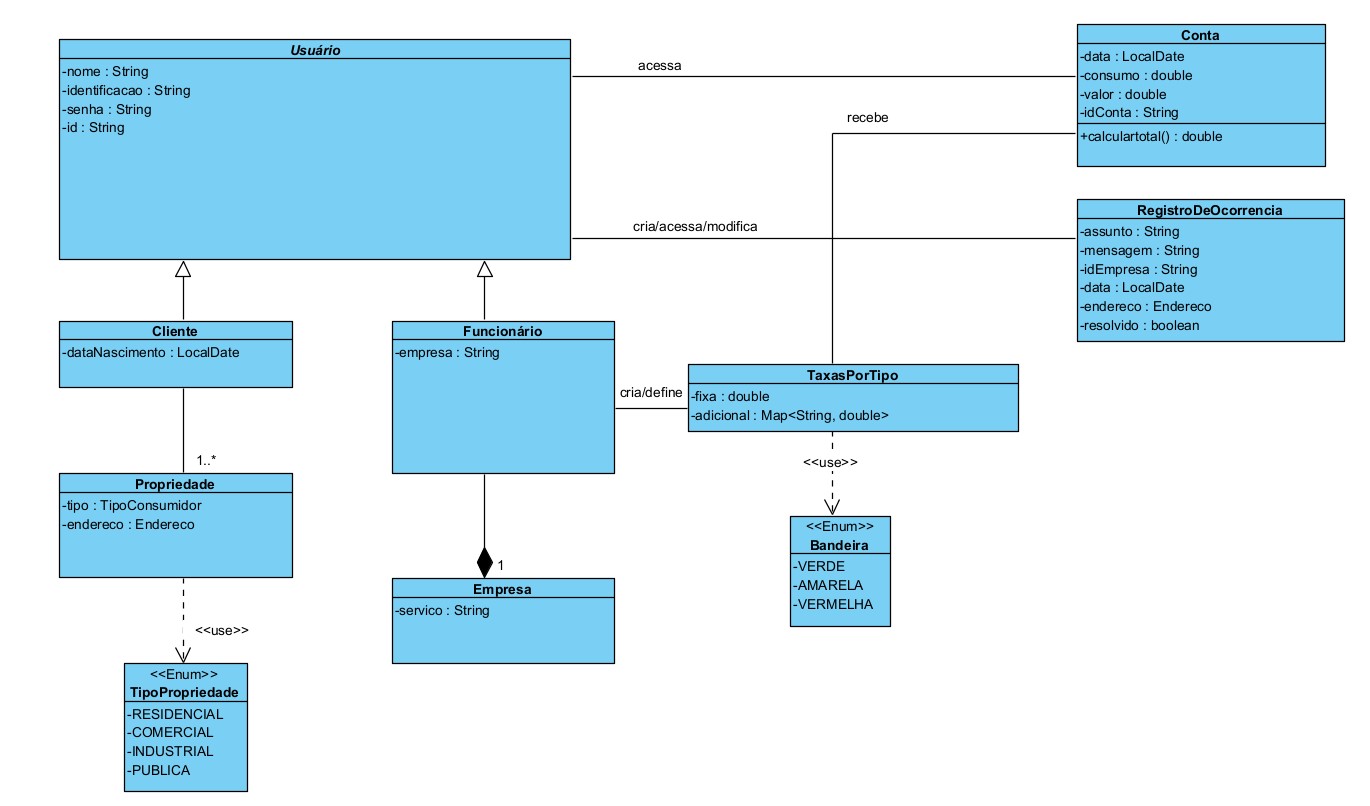 Usuário
-nome : String
-identificacao : String
-senha : String
-id : String
acessa
Conta
-data : LocalDate
-consumo : double
-valor : double
-idConta : String
+calculartotal() : double
recebe
cria/acessa/modifica
RegistroDeOcorrencia
-assunto : String
-mensagem : String
-idEmpresa : String
-data : LocalDate
-endereco : Endereco
-resolvido : boolean
Cliente
-dataNascimento : LocalDate
Funcionário
-empresa : String
cria/define
TaxasPorTipo
-fixa : double
-adicional : Map<String, double>
<<use>>
1..*
Propriedade
-tipo : TipoConsumidor
-endereco : Endereco
<<Enum>>
Bandeira
-VERDE
-AMARELA
-VERMELHA
1
Empresa
-servico : String
<<use>>
<<Enum>>
TipoPropriedade
-RESIDENCIAL
-COMERCIAL
-INDUSTRIAL
-PUBLICA